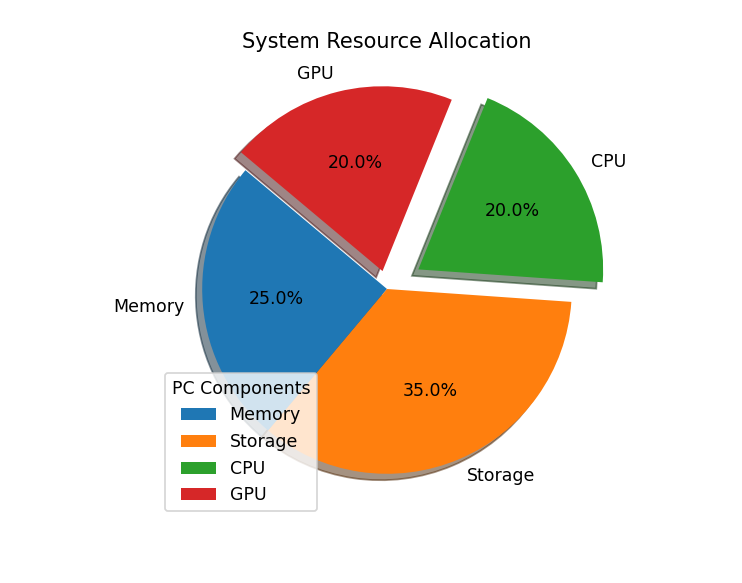 System Resource Allocation
GPU
CPU
20.0%
20.0%
25.0%
Memory
35.0%
Storage
PC Components
Memory
Storage
CPU
GPU